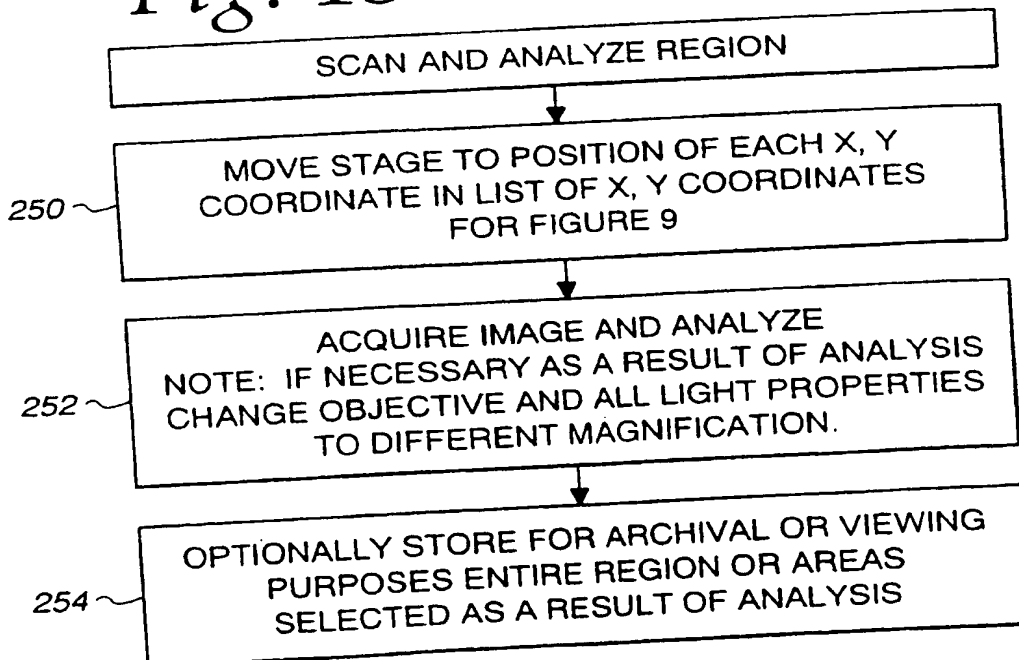 Fig.
SCAN AND ANALYZE REGION
MOVE STAGE TO POSITION OF EACH X, Y
COORDINATE IN LIST OF X, Y COORDINATES
FOR FIGURE 9
250
ACQUIRE IMAGE AND ANALYZE
NOTE: IF NECESSARY AS A RESULT OF ANALYSIS
CHANGE OBJECTIVE AND ALL LIGHT PROPERTIES
TO DIFFERENT MAGNIFICATION.
252
OPTIONALLY STORE FOR ARCHIVAL OR VIEWING
PURPOSES ENTIRE REGION OR AREAS
SELECTED AS A RESULT OF ANALYSIS
254